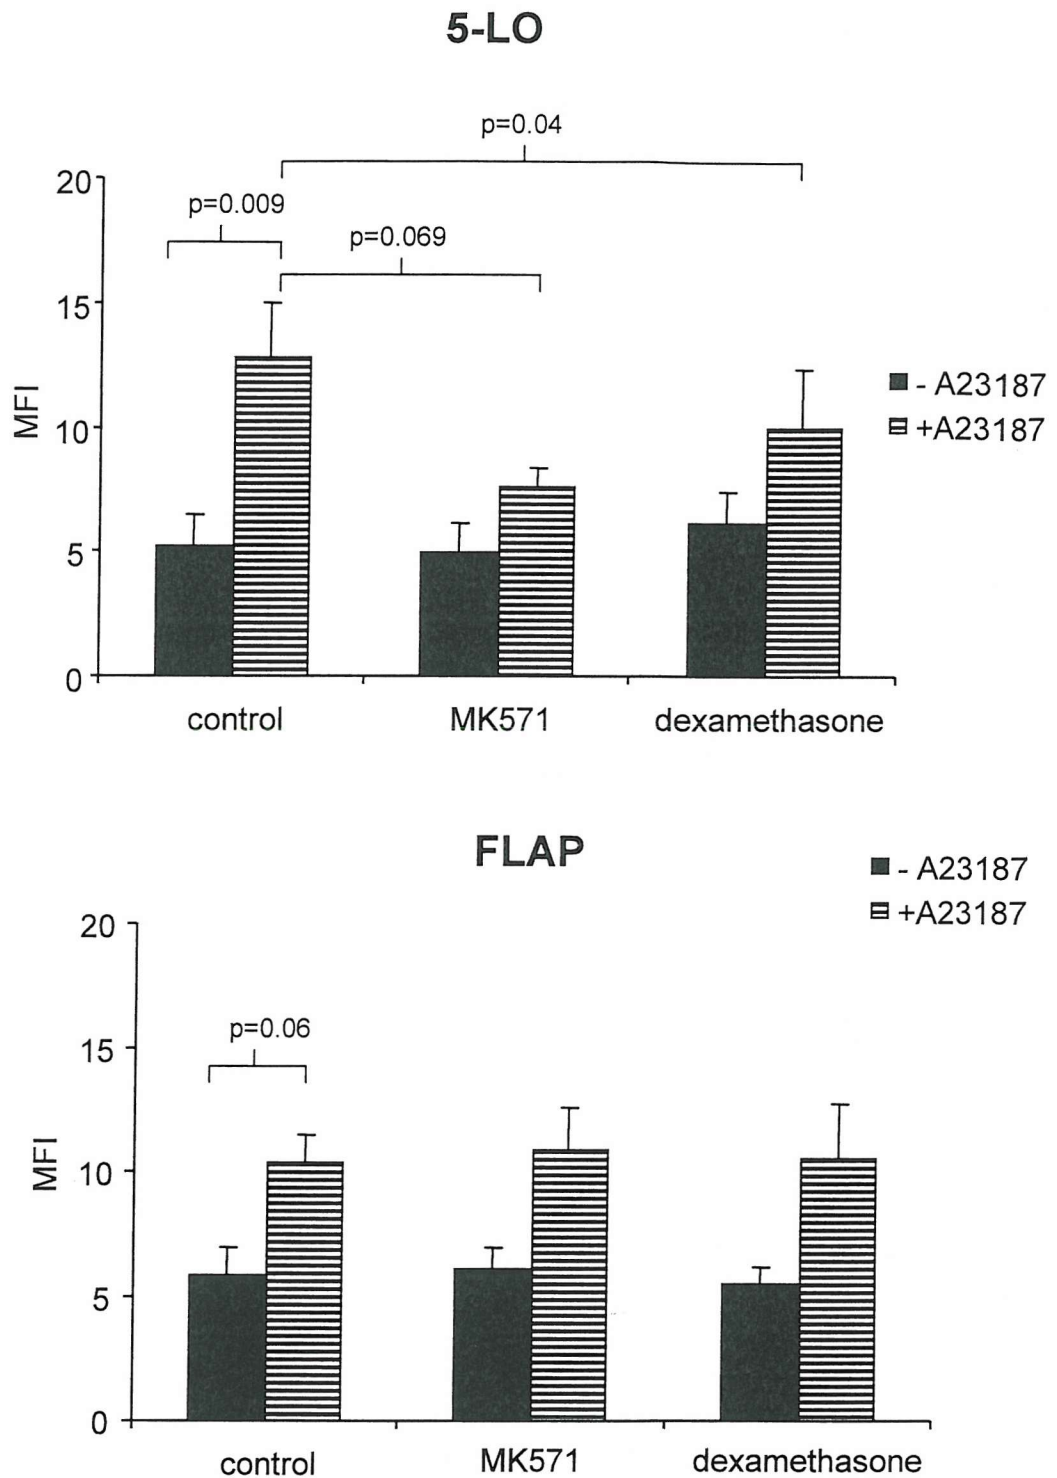 5-LO
p=0.04
20
p=0.009
p=0.069
15
MFI
10
5
0
- A23187
+A23187
control MK571 dexamethasone
FLAP
- A23187
+A23187
20
p=0.06
15
MFI
10
5
0
control MK571 dexamethasone